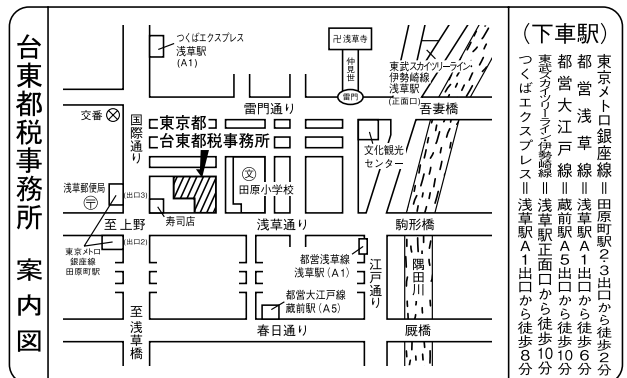 台東都税事務所 案内図
つくばエクスプレス
浅草駅
(A1)
卍浅草寺
仲見世
雷門
東武スカイツリーライン・
伊勢崎線
浅草駅
(正面口)
雷門通り
吾妻橋
交番
国際通り
東京都
台東都税事務所
文化観光
センター
文
田原小学校
浅草郵便局
〒
(出口3)
寿司店
至上野
浅草通り
駒形橋
(出口2)
東京メトロ
銀座線
田原町駅
都営浅草線
浅草駅(A1)
江戸通り
隅田川
都営大江戸線
蔵前駅(A5)
至浅草橋
春日通り
厩橋
(下車駅)
東京メトロ銀座線=田原町駅2・3出口から徒歩2分
都営浅草線=浅草駅A1出口から徒歩6分
都営大江戸線=蔵前駅A5出口から徒歩10分
東武スカイツリーライン・伊勢崎線=浅草駅正面口から徒歩10分
つくばエクスプレス=浅草駅A1出口から徒歩8分